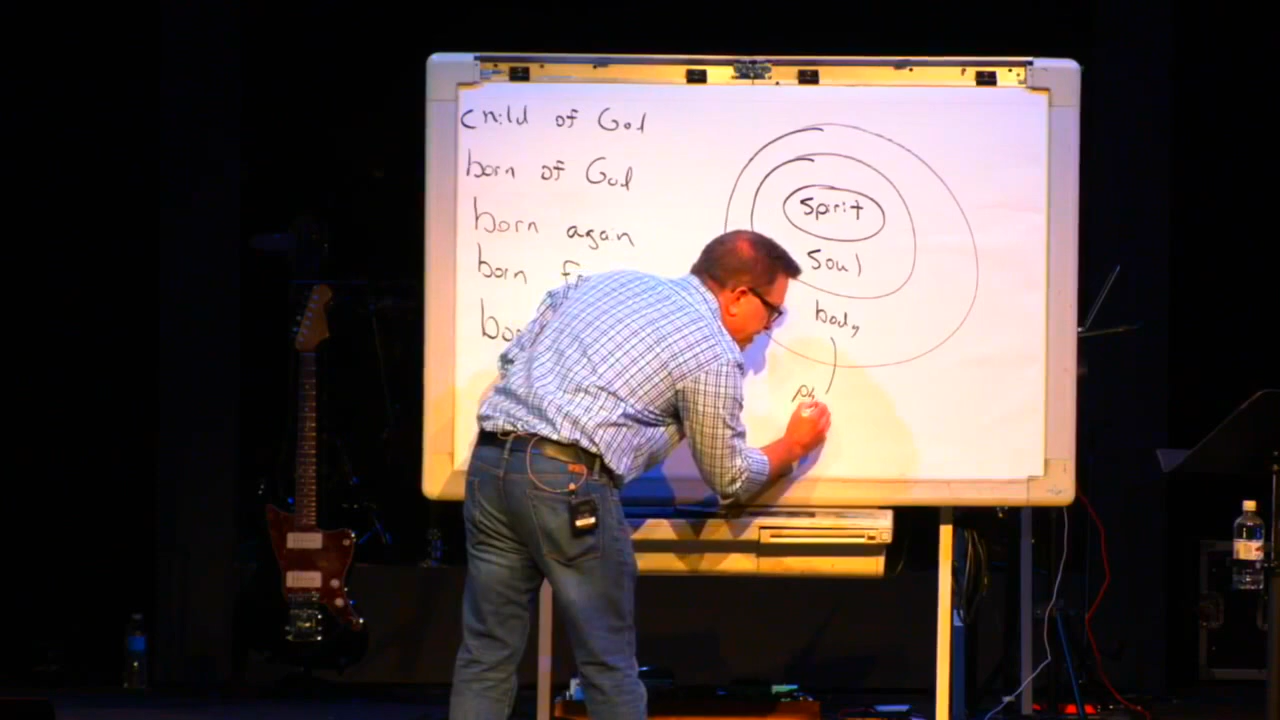 child of God
born of God
born again
born
spirit
soul
body